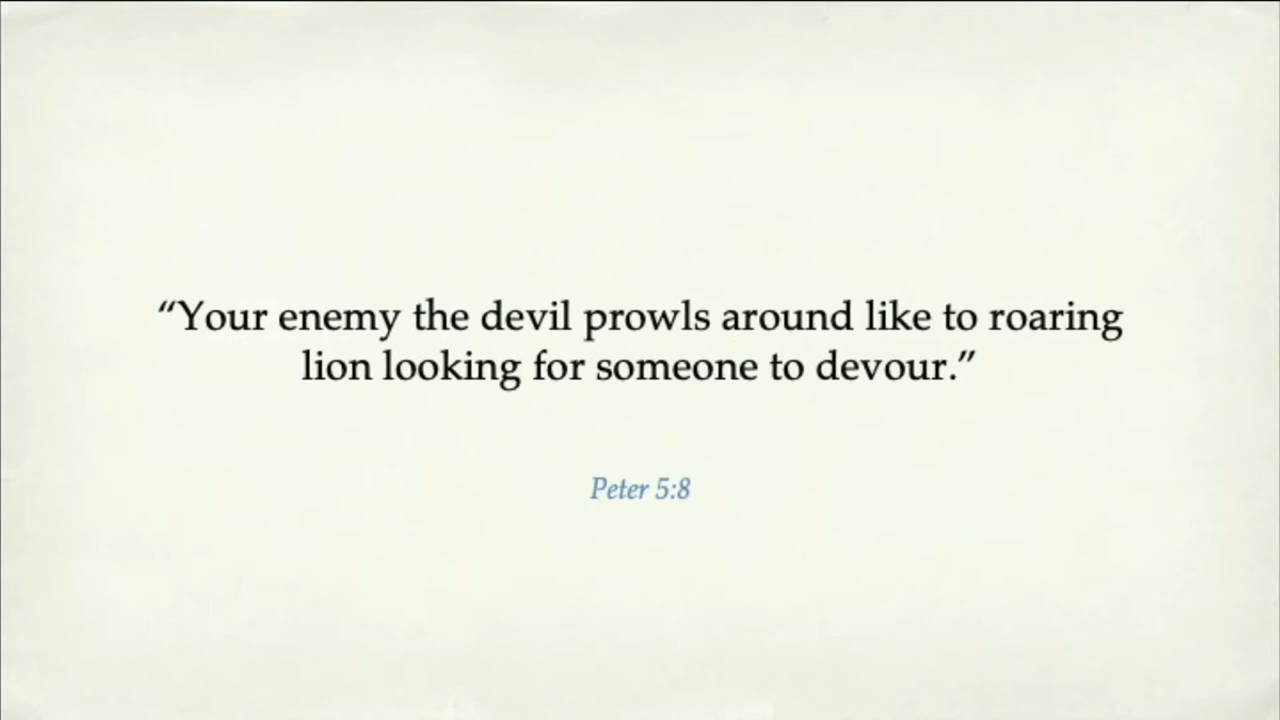 “Your enemy the devil prowls around like to roaring
lion looking for someone to devour.”
Peter 5:8